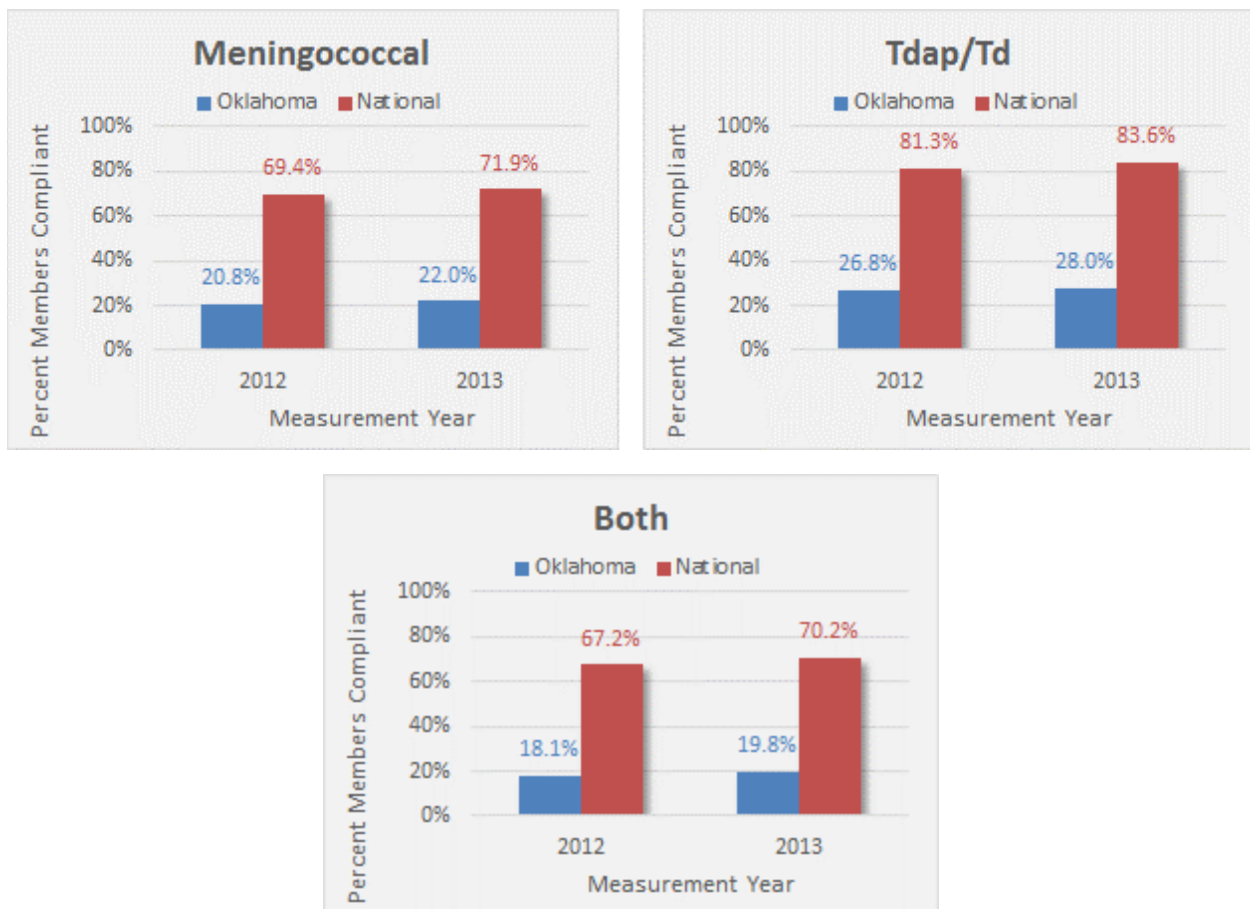 Meningococcal
Oklahoma National
Percent Members Compliant
100%
80%
60%
40%
20%
0%
20.8%
69.4%
22.0%
71.9%
2012 2013
Measurement Year
Tdap/Td
Oklahoma National
Percent Members Compliant
100%
80%
60%
40%
20%
0%
26.8%
81.3%
28.0%
83.6%
2012 2013
Measurement Year
Both
Oklahoma National
Percent Members Compliant
100%
80%
60%
40%
20%
0%
18.1%
67.2%
19.8%
70.2%
2012 2013
Measurement Year